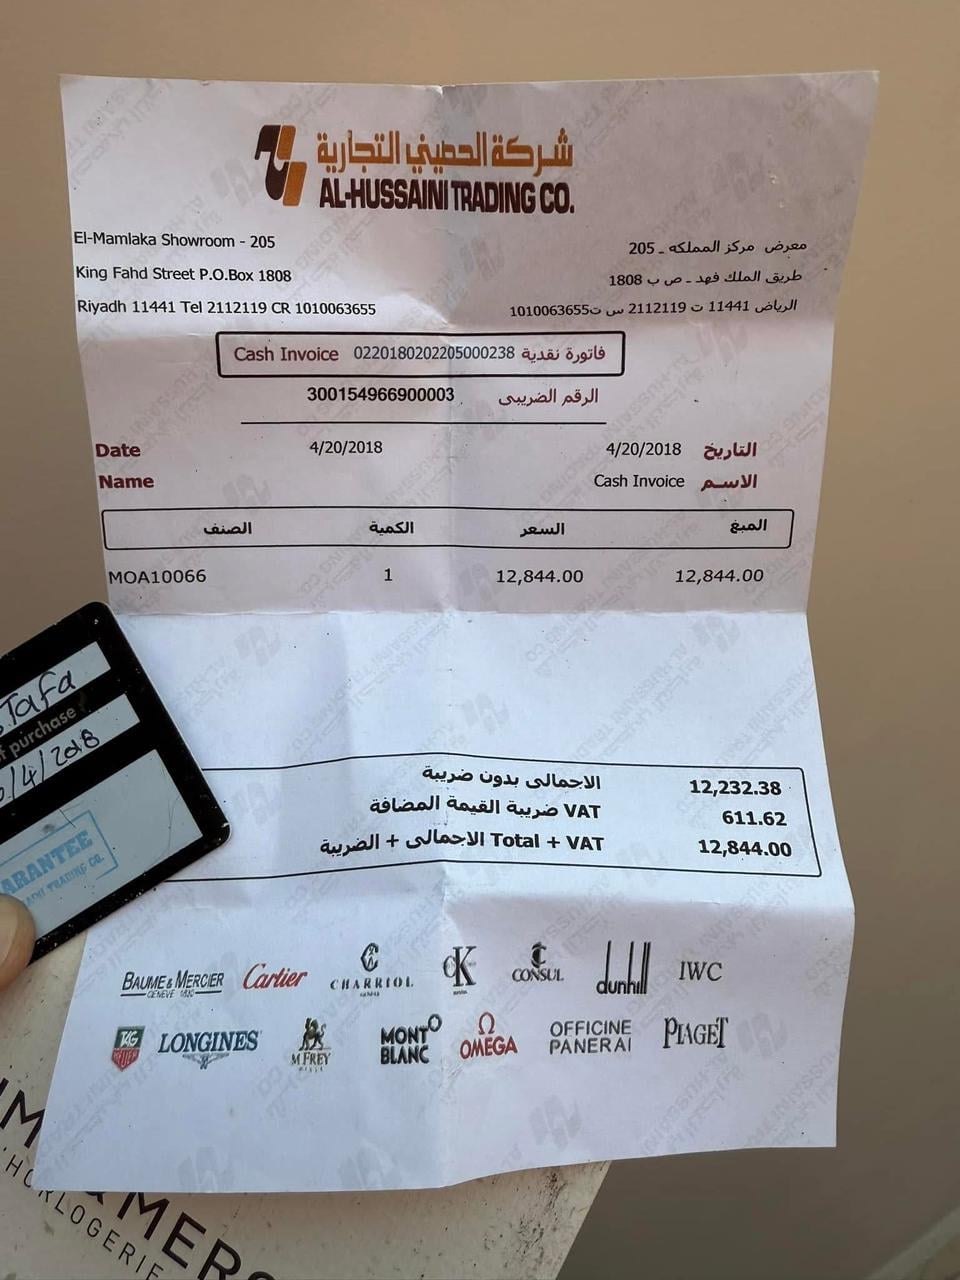 شركة الحصيني التجارية
AL-HUSSAINI TRADING CO.
El-Mamlaka Showroom - 205
معرض مركز المملكه - 205
King Fahd Street P.O.Box 1808
طريق الملك فهد - ص ب 1808
Riyadh 11441 Tel 2112119 CR 1010063655
الرياض 11441 ت 2112119 س ت1010063655
Cash Invoice 0220180202205000238 فاتورة نقدية
300154966900003 الرقم الضريبى
Date 4/20/2018 4/20/2018 التاريخ
Name Cash Invoice الاسم
الصنف الكمية السعر المبغ
MOA10066 1 12,844.00 12,844.00
الاجمالى بدون ضريبة 12,232.38
ضريبة القيمة المضافة VAT 611.62
الاجمالى + الضريبة Total + VAT 12,844.00
BAUME & MERCIER
GENEVE 1830
Cartier
CHARRIOL
cK
CONSUL
dunhill
IWC
TAG
HEUER
LONGINES
M FREY
MONT
BLANC
OMEGA
OFFICINE
PANERAI
PIAGET
purchase
/4/2018
ARANTEE
TRADING CO.